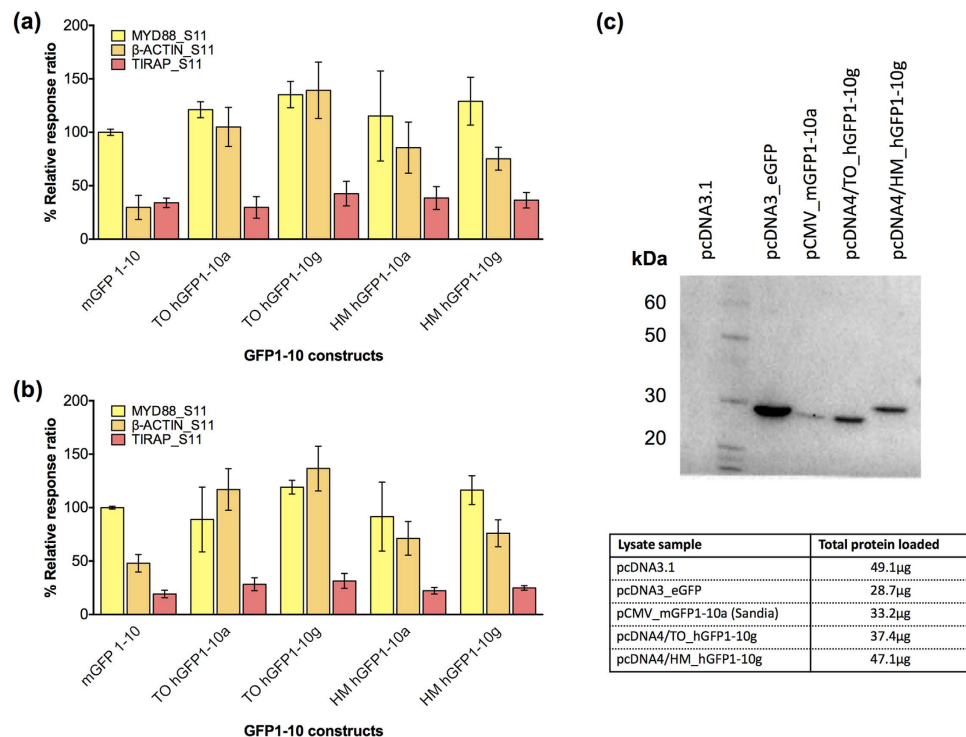 (a)
200
150
100
50
0
% Relative response ratio
MYD88_S11
β-ACTIN_S11
TIRAP_S11
mGFP 1-10
TO hGFP1-10a
TO hGFP1-10g
HM hGFP1-10a
HM hGFP1-10g
GFP1-10 constructs
(b)
200
150
100
50
0
% Relative response ratio
MYD88_S11
β-ACTIN_S11
TIRAP_S11
mGFP 1-10
TO hGFP1-10a
TO hGFP1-10g
HM hGFP1-10a
HM hGFP1-10g
GFP1-10 constructs
(c)
pcDNA3.1
pcDNA3_eGFP
pCMV_mGFP1-10a
pcDNA4/TO_hGFP1-10g
pcDNA4/HM_hGFP1-10g
kDa
60
50
30
20
Lysate sample Total protein loaded
pcDNA3.1 49.1µg
pcDNA3_eGFP 28.7µg
pCMV_mGFP1-10a (Sandia) 33.2µg
pcDNA4/TO_hGFP1-10g 37.4µg
pcDNA4/HM_hGFP1-10g 47.1µg